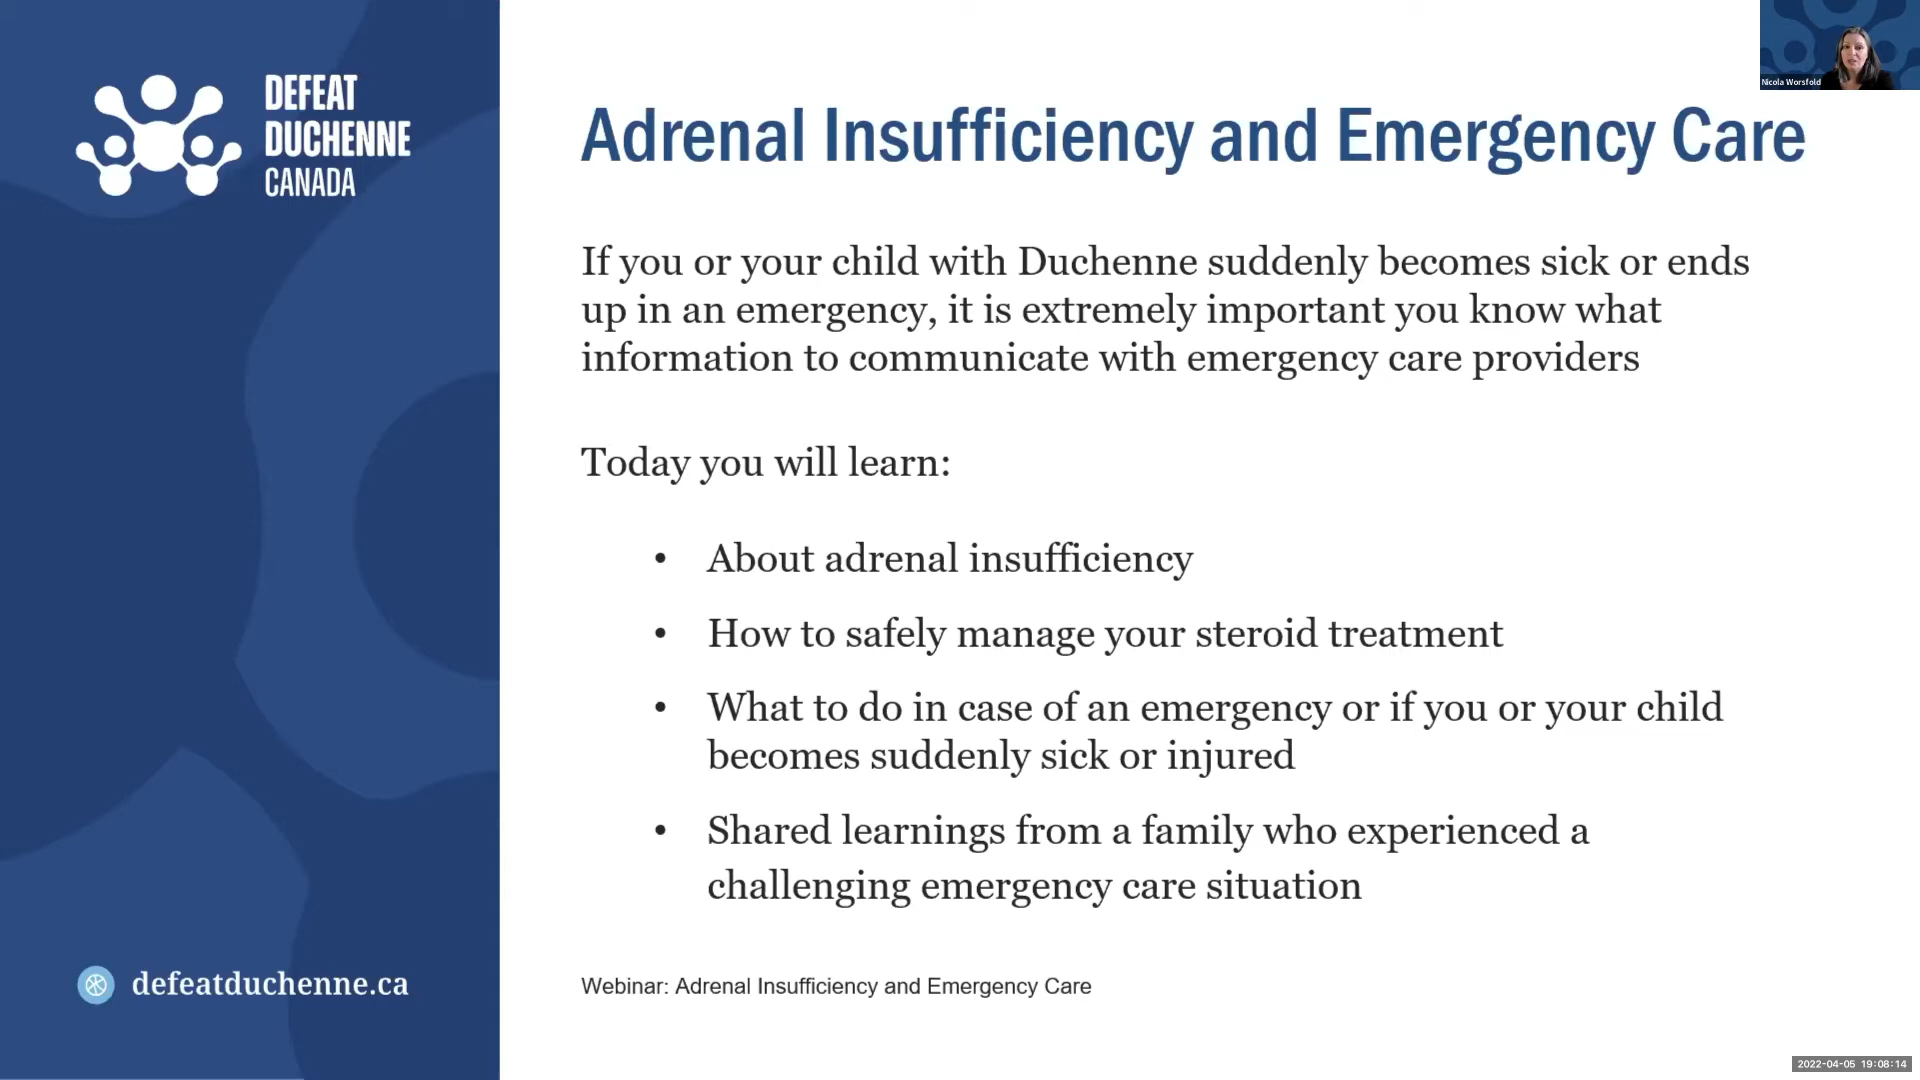 DEFEAT
DUCHENNE
CANADA
Nicola Worsfold
Adrenal Insufficiency and Emergency Care
If you or your child with Duchenne suddenly becomes sick or ends
up in an emergency, it is extremely important you know what
information to communicate with emergency care providers
Today you will learn:
• About adrenal insufficiency
• How to safely manage your steroid treatment
• What to do in case of an emergency or if you or your child
becomes suddenly sick or injured
• Shared learnings from a family who experienced a
challenging emergency care situation
defeatduchenne.ca
Webinar: Adrenal Insufficiency and Emergency Care
2022-04-05 19:08:14